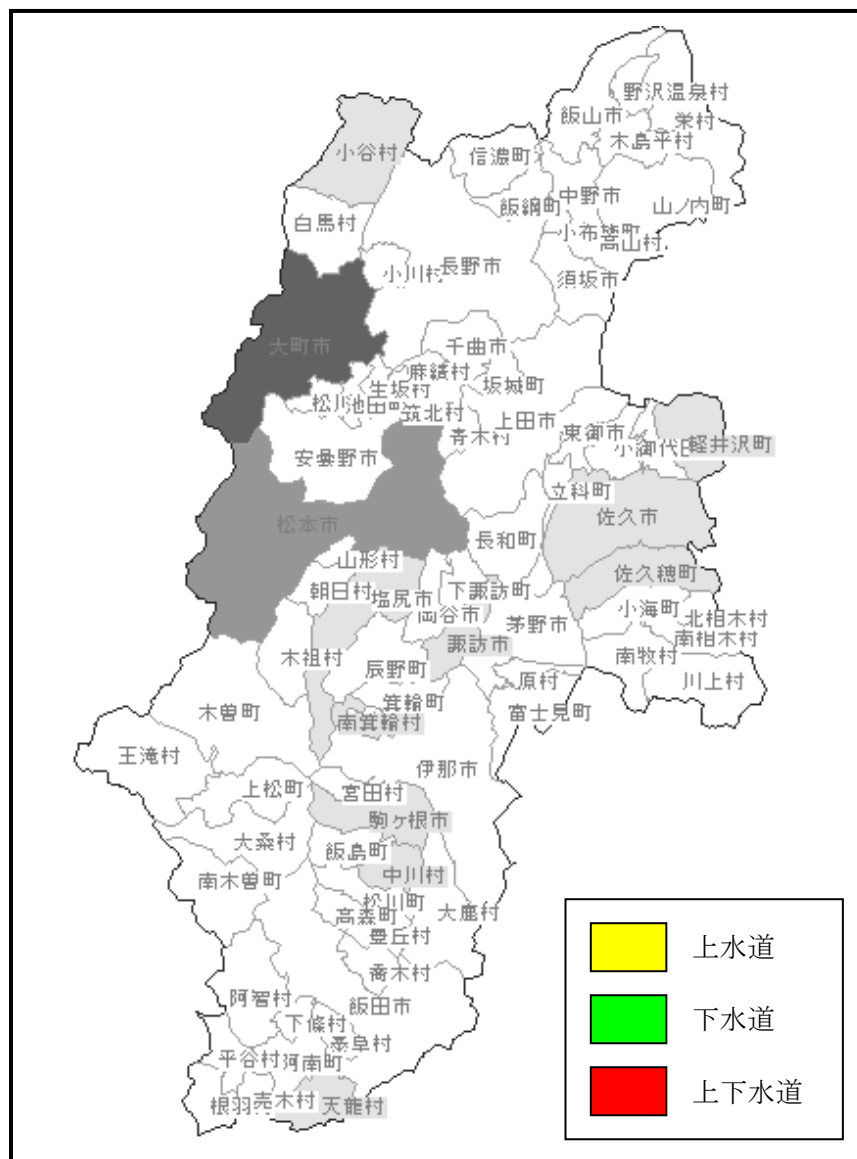 野沢温泉村
飯山市
栄村
小谷村
木島平村
信濃町
中野市
山ノ内町
飯綱町
白馬村
小布施町
高山村
長野市
小川村
須坂市
大町市
千曲市
麻績村
坂城町
生坂村
松川
池田町
筑北村
上田市
青木村
東御市
軽井沢町
小
御代田
安曇野市
立科町
佐久市
松本市
長和町
山形村
佐久穂町
朝日村
塩尻市
下諏訪町
岡谷市
小海町
北相木村
茅野市
南相木村
諏訪市
木祖村
南牧村
辰野町
原村
川上村
箕輪町
木曽町
富士見町
南箕輪村
王滝村
伊那市
上松町
宮田村
駒ヶ根市
大桑村
飯島町
中川村
南木曽町
松川町
大鹿村
高森町
豊丘村
喬木村
阿智村
飯田市
下條村
泰阜村
平谷村
河南町
根羽
売木村
天龍村
上水道
下水道
上下水道